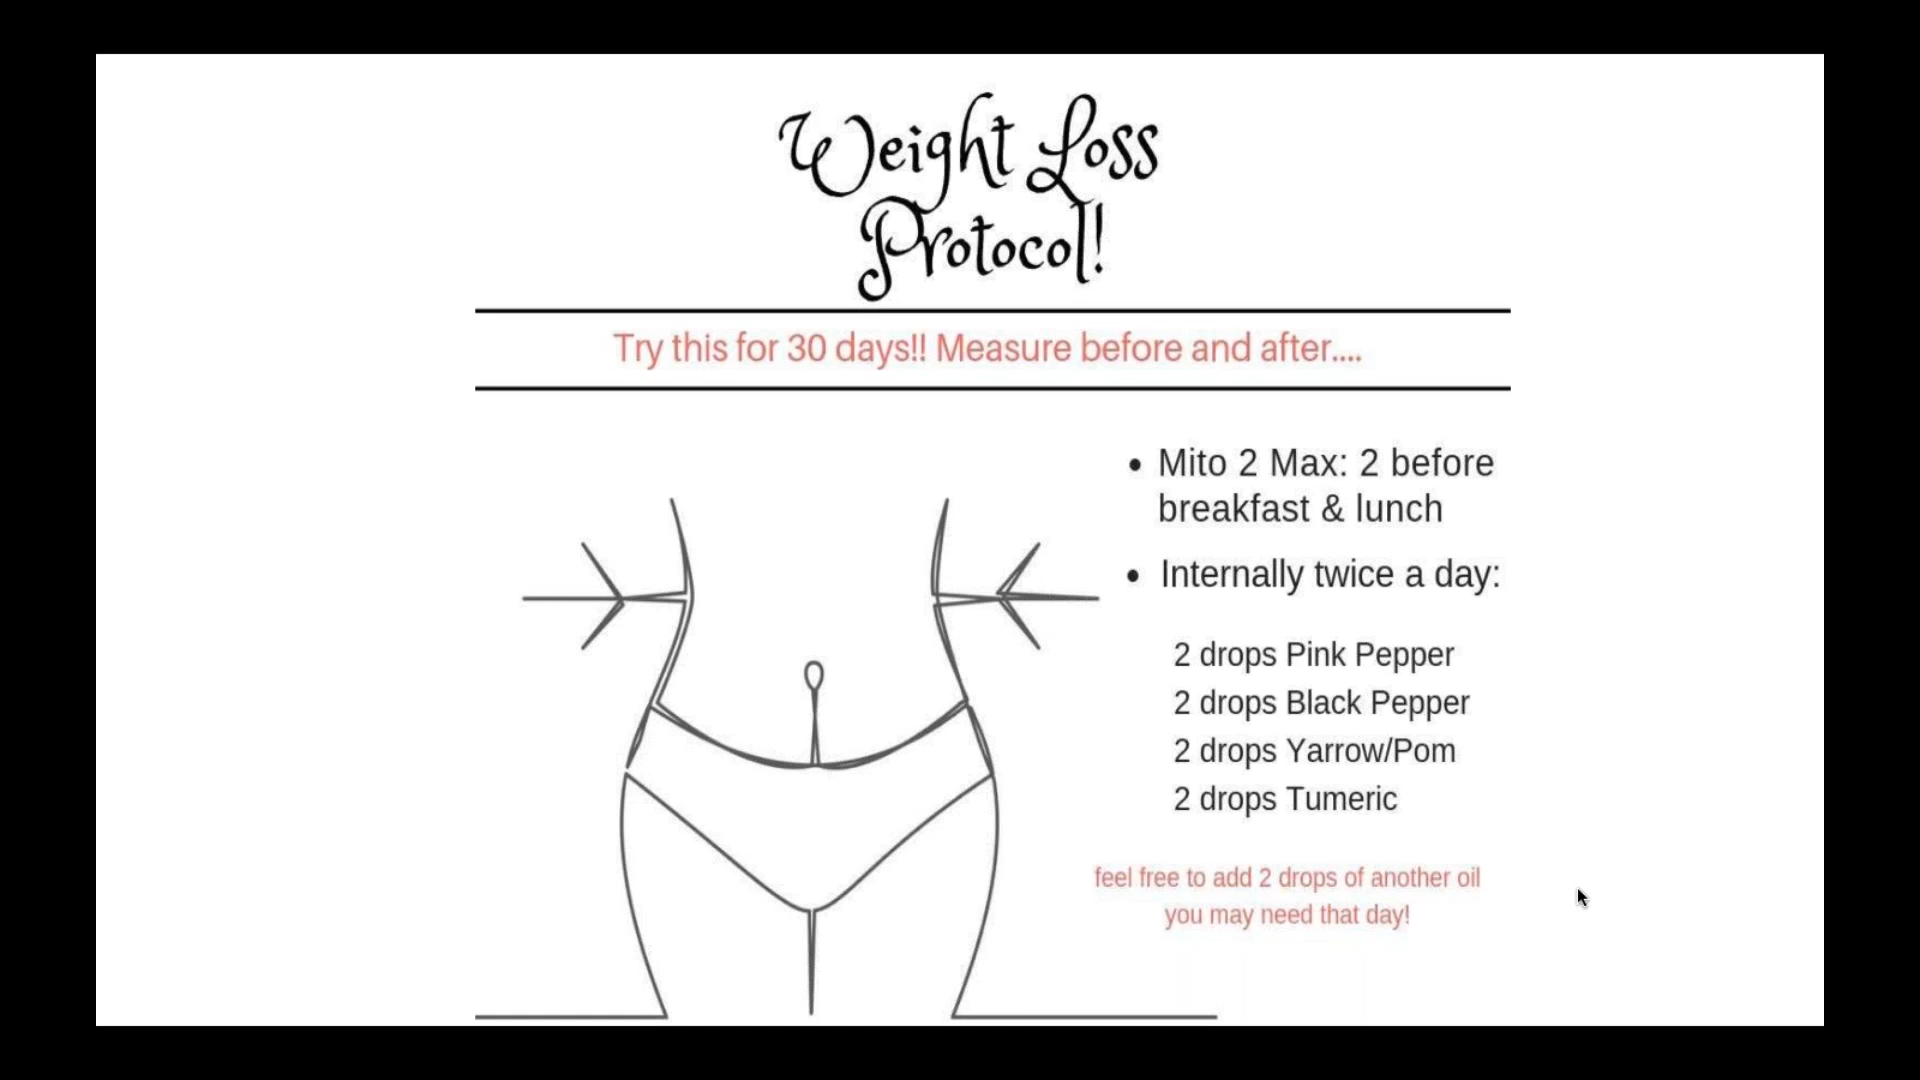 Weight Loss
Protocol!
Try this for 30 days!! Measure before and after....
• Mito 2 Max: 2 before
breakfast & lunch
• Internally twice a day:
2 drops Pink Pepper
2 drops Black Pepper
2 drops Yarrow/Pom
2 drops Tumeric
feel free to add 2 drops of another oil
you may need that day!